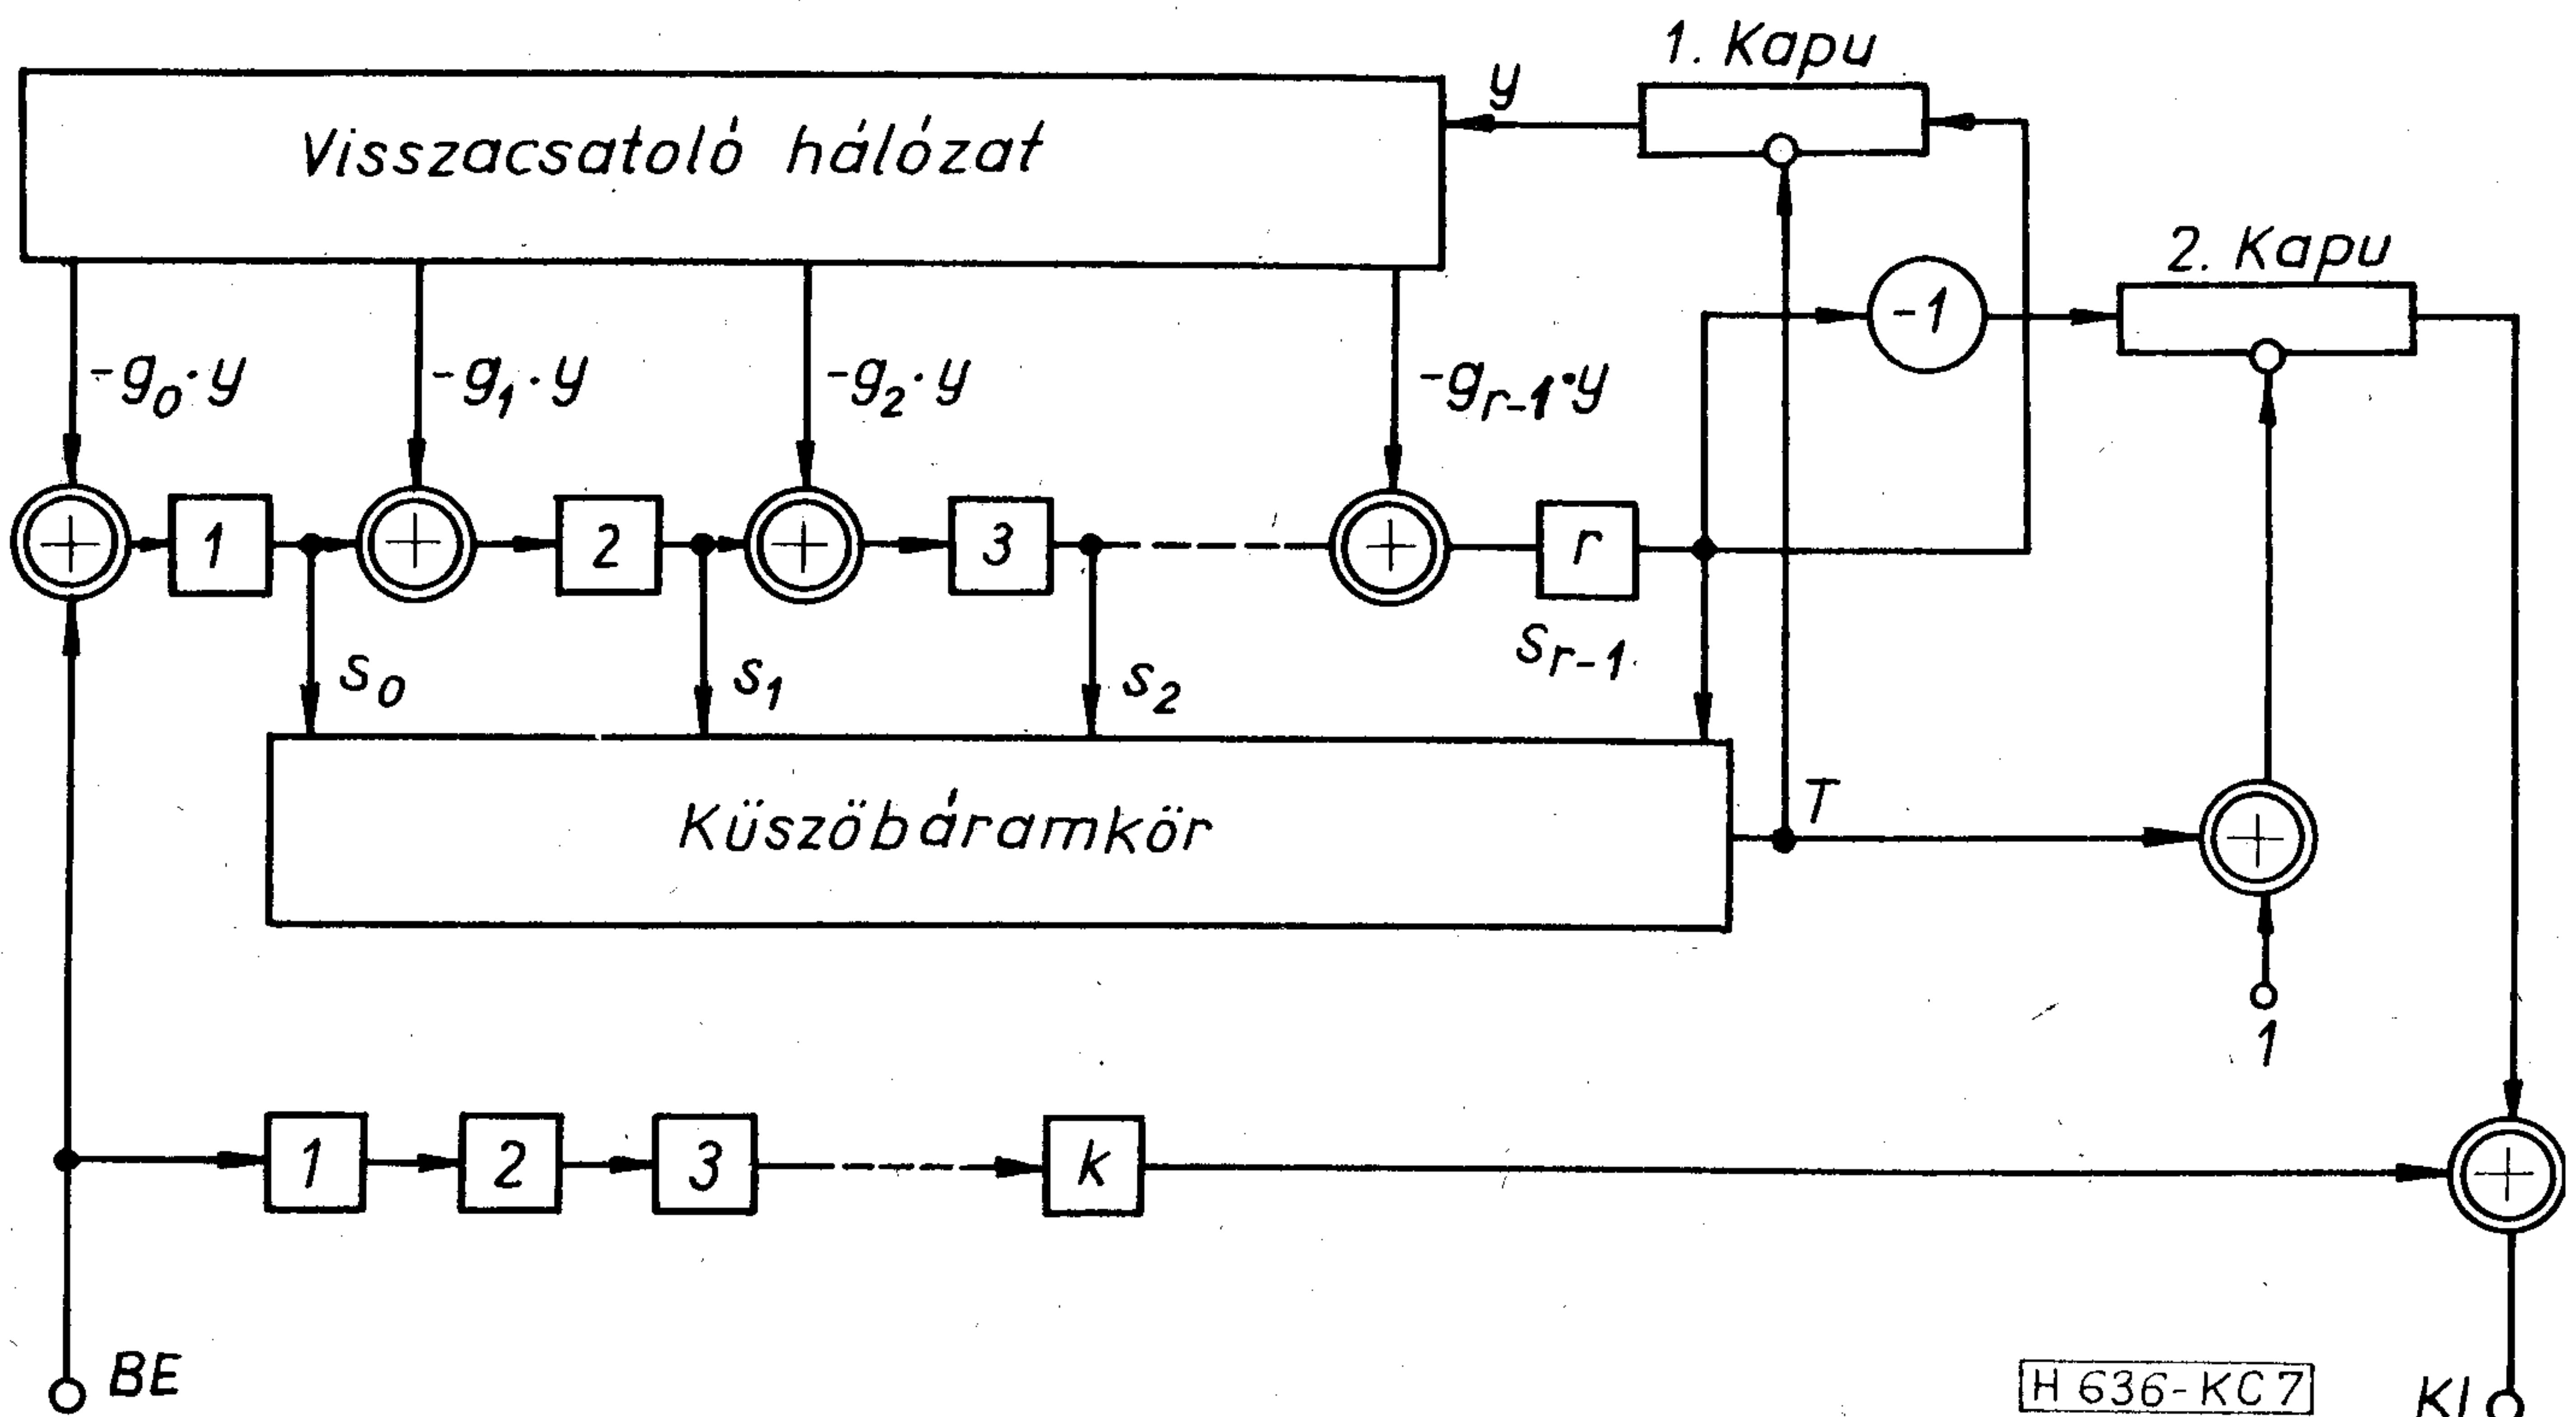 1. Kapu
y
Visszacsatoló hálózat
2. Kapu
-1
-g0·y
-g1·y
-g2·y
-gr-1·y
+
1
+
2
+
3
+
r
s0
s1
s2
sr-1
T
Küszöbáramkör
+
1
1
2
3
k
+
BE
H 636-KC7
KI